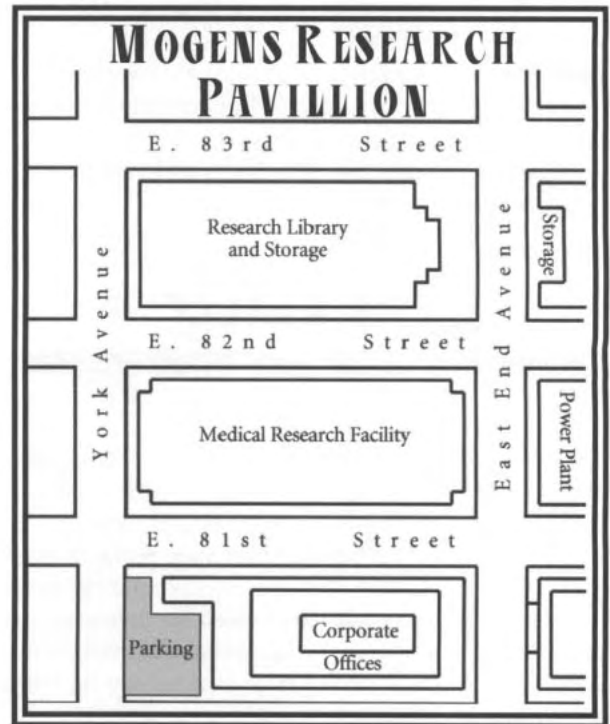 MOGENS RESEARCH
PAVILLION
E. 83rd Street
Research Library
and Storage
Storage
York Avenue
East End Avenue
E. 82nd Street
Medical Research Facility
Power Plant
E. 81st Street
Parking
Corporate
Offices